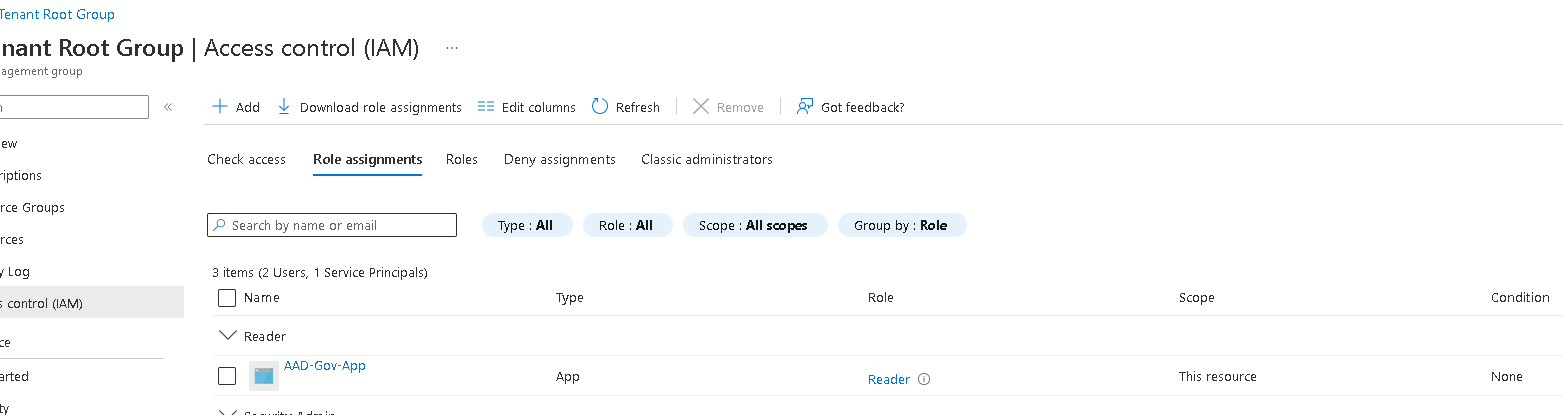 Tenant Root Group
nant Root Group | Access control (IAM) ...
agement group
Add Download role assignments Edit columns Refresh Remove Got feedback?
ew
Check access Role assignments Roles Deny assignments Classic administrators
riptions
rce Groups
Search by name or email Type : All Role : All Scope : All scopes Group by : Role
rces
y Log
3 items (2 Users, 1 Service Principals)
s control (IAM)
Name Type Role Scope Condition
ce
Reader
arted
AAD-Gov-App App Reader This resource None
ty
Security Admin